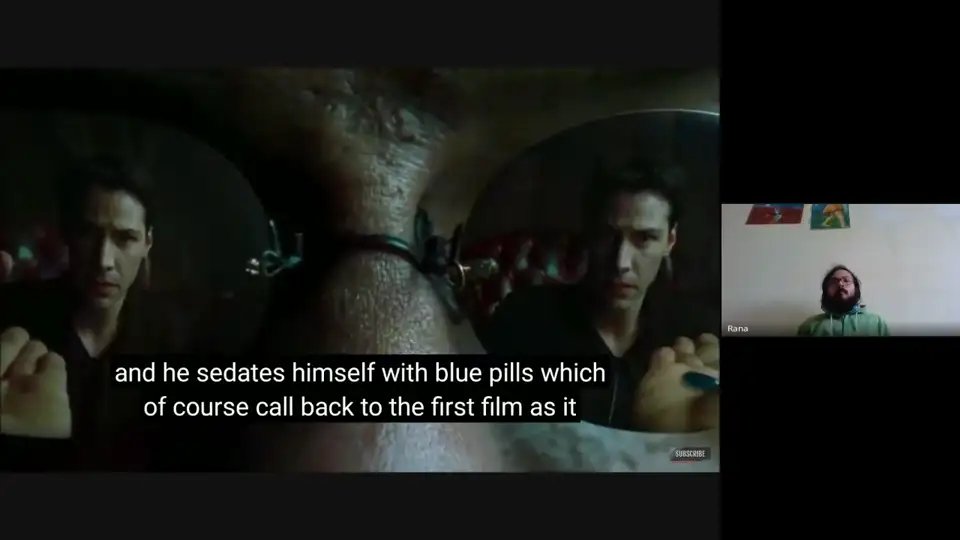 and he sedates himself with blue pills which
of course call back to the first film as it
SUBSCRIBE
Rana